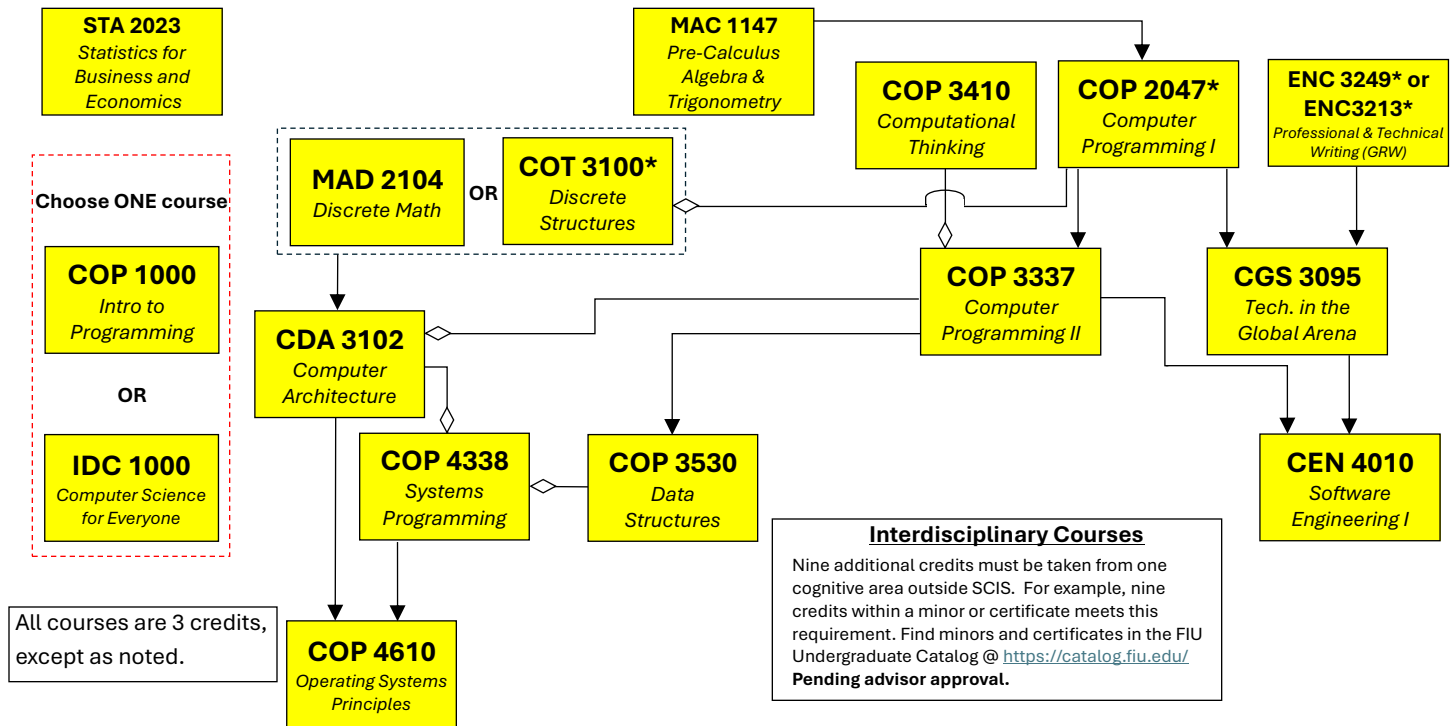 STA 2023
Statistics for
Business and
Economics
MAC 1147
Pre-Calculus
Algebra &
Trigonometry
COP 3410
Computational
Thinking
COP 2047*
Computer
Programming I
ENC 3249* or
ENC3213*
Professional & Technical
Writing (GRW)
MAD 2104
Discrete Math
OR
COT 3100*
Discrete
Structures
Choose ONE course
COP 1000
Intro to
Programming
OR
IDC 1000
Computer Science
for Everyone
COP 3337
Computer
Programming II
CGS 3095
Tech. in the
Global Arena
CDA 3102
Computer
Architecture
COP 4338
Systems
Programming
COP 3530
Data
Structures
CEN 4010
Software
Engineering I
Interdisciplinary Courses
Nine additional credits must be taken from one
cognitive area outside SCIS. For example, nine
credits within a minor or certificate meets this
requirement. Find minors and certificates in the FIU
Undergraduate Catalog @ https://catalog.fiu.edu/
Pending advisor approval.
All courses are 3 credits,
except as noted.
COP 4610
Operating Systems
Principles